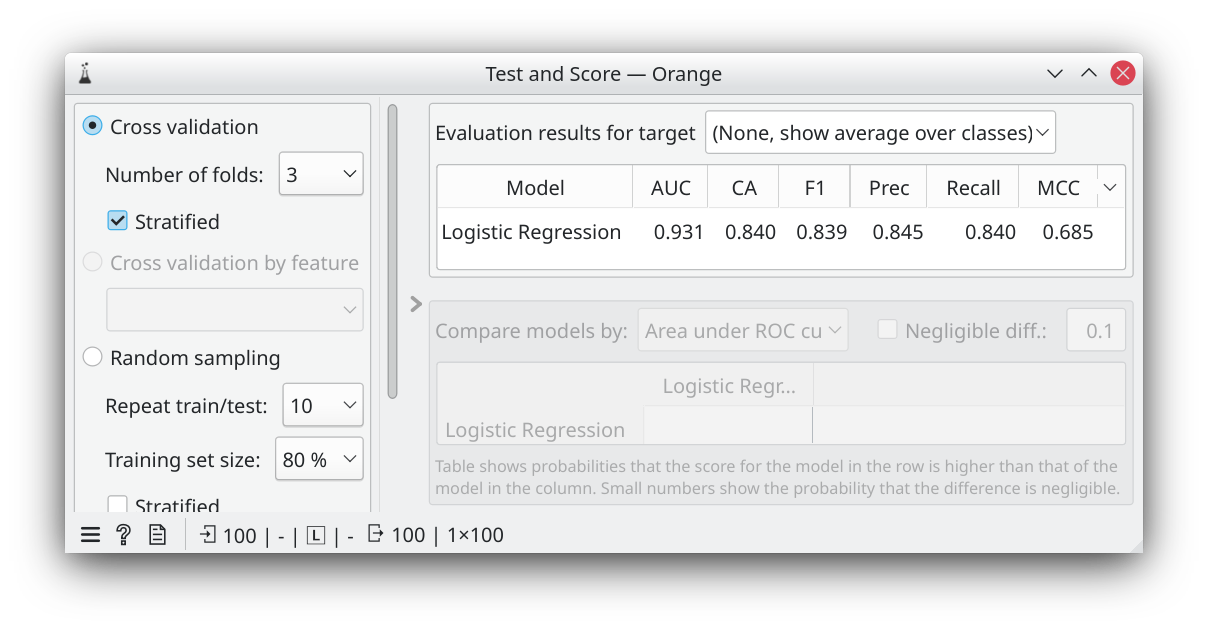 Test and Score — Orange
Cross validation
Number of folds: 3
Stratified
Cross validation by feature
Random sampling
Repeat train/test: 10
Training set size: 80 %
Stratified
Evaluation results for target (None, show average over classes)
Model AUC CA F1 Prec Recall MCC
Logistic Regression 0.931 0.840 0.839 0.845 0.840 0.685
Compare models by: Area under ROC cu Negligible diff.: 0.1
Logistic Regr...
Logistic Regression
Table shows probabilities that the score for the model in the row is higher than that of the
model in the column. Small numbers show the probability that the difference is negligible.
100 | - | L | - 100 | 1×100